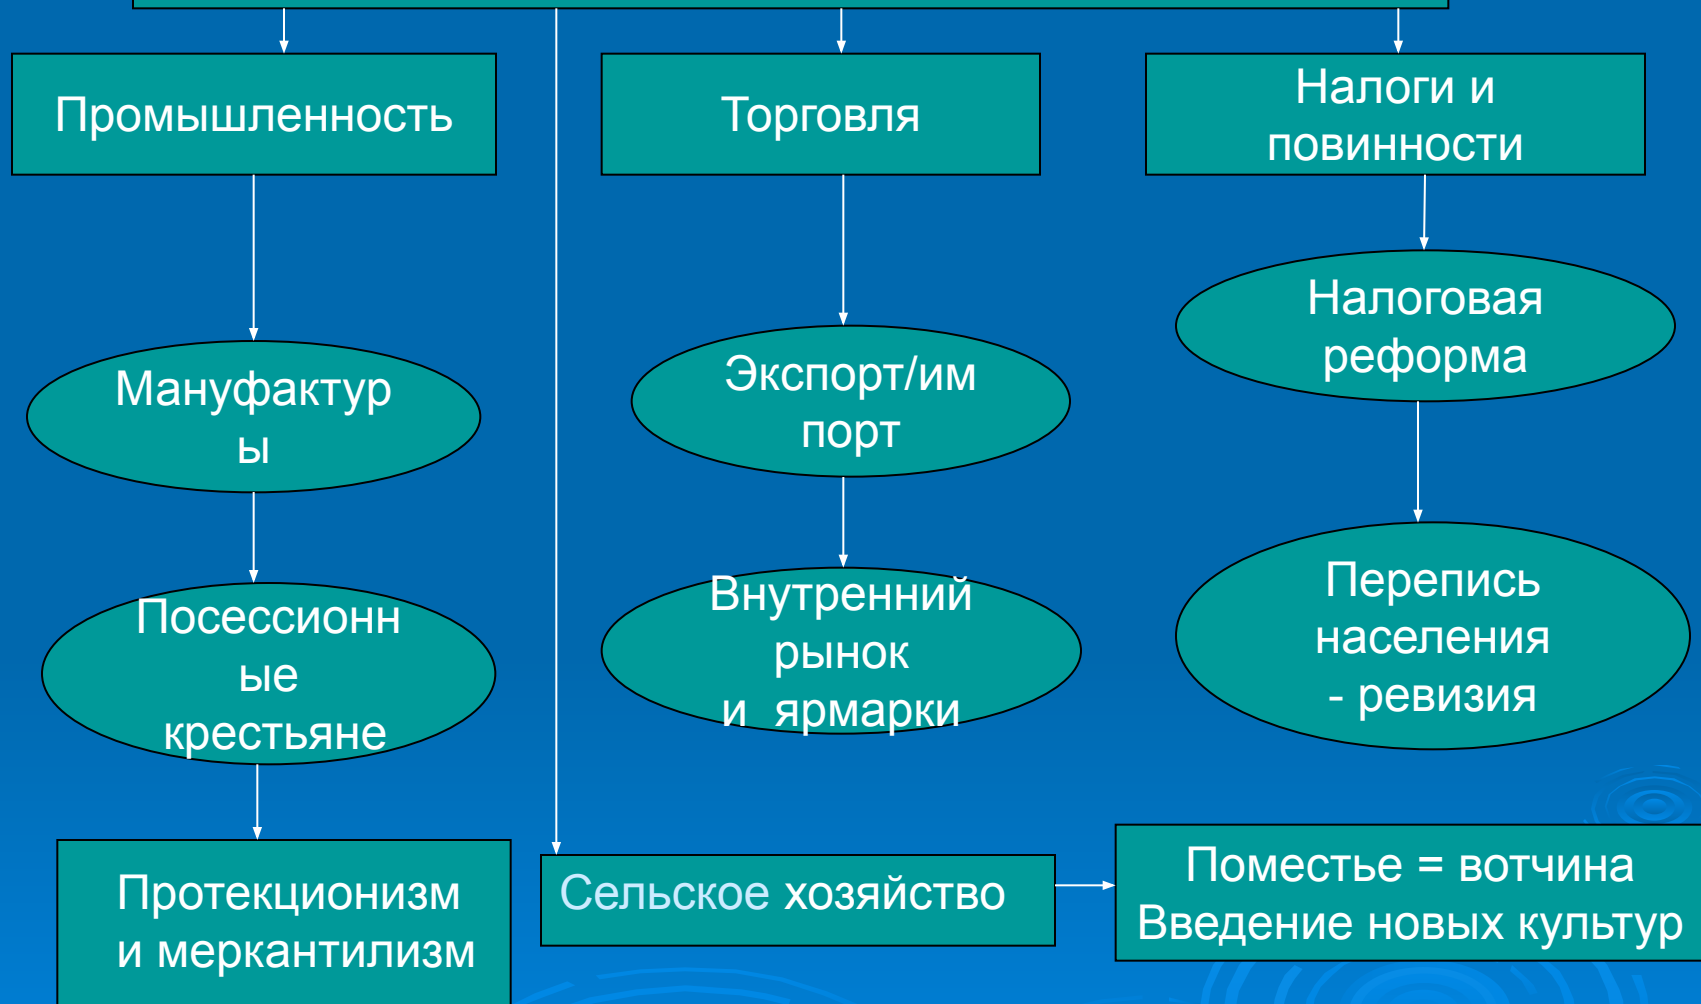 Промышленность
Торговля
Налоги и
повинности
Мануфактур
ы
Экспорт/им
порт
Налоговая
реформа
Посессионн
ые
крестьяне
Внутренний
рынок
и ярмарки
Перепись
населения
- ревизия
Протекционизм
и меркантилизм
Сельское хозяйство
Поместье = вотчина
Введение новых культур